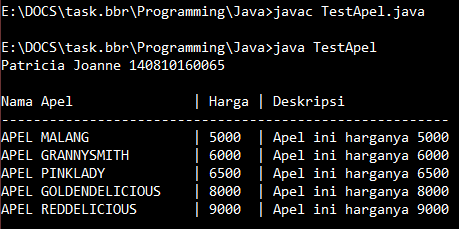 E:\DOCS\task.bbr\Programming\Java>javac TestApel.java
E:\DOCS\task.bbr\Programming\Java>java TestApel
Patricia Joanne 140810160065
Nama Apel | Harga | Deskripsi
--------------------------------------------------------
APEL MALANG | 5000 | Apel ini harganya 5000
APEL GRANNYSMITH | 6000 | Apel ini harganya 6000
APEL PINKLADY | 6500 | Apel ini harganya 6500
APEL GOLDENDELICIOUS | 8000 | Apel ini harganya 8000
APEL REDDELICIOUS | 9000 | Apel ini harganya 9000